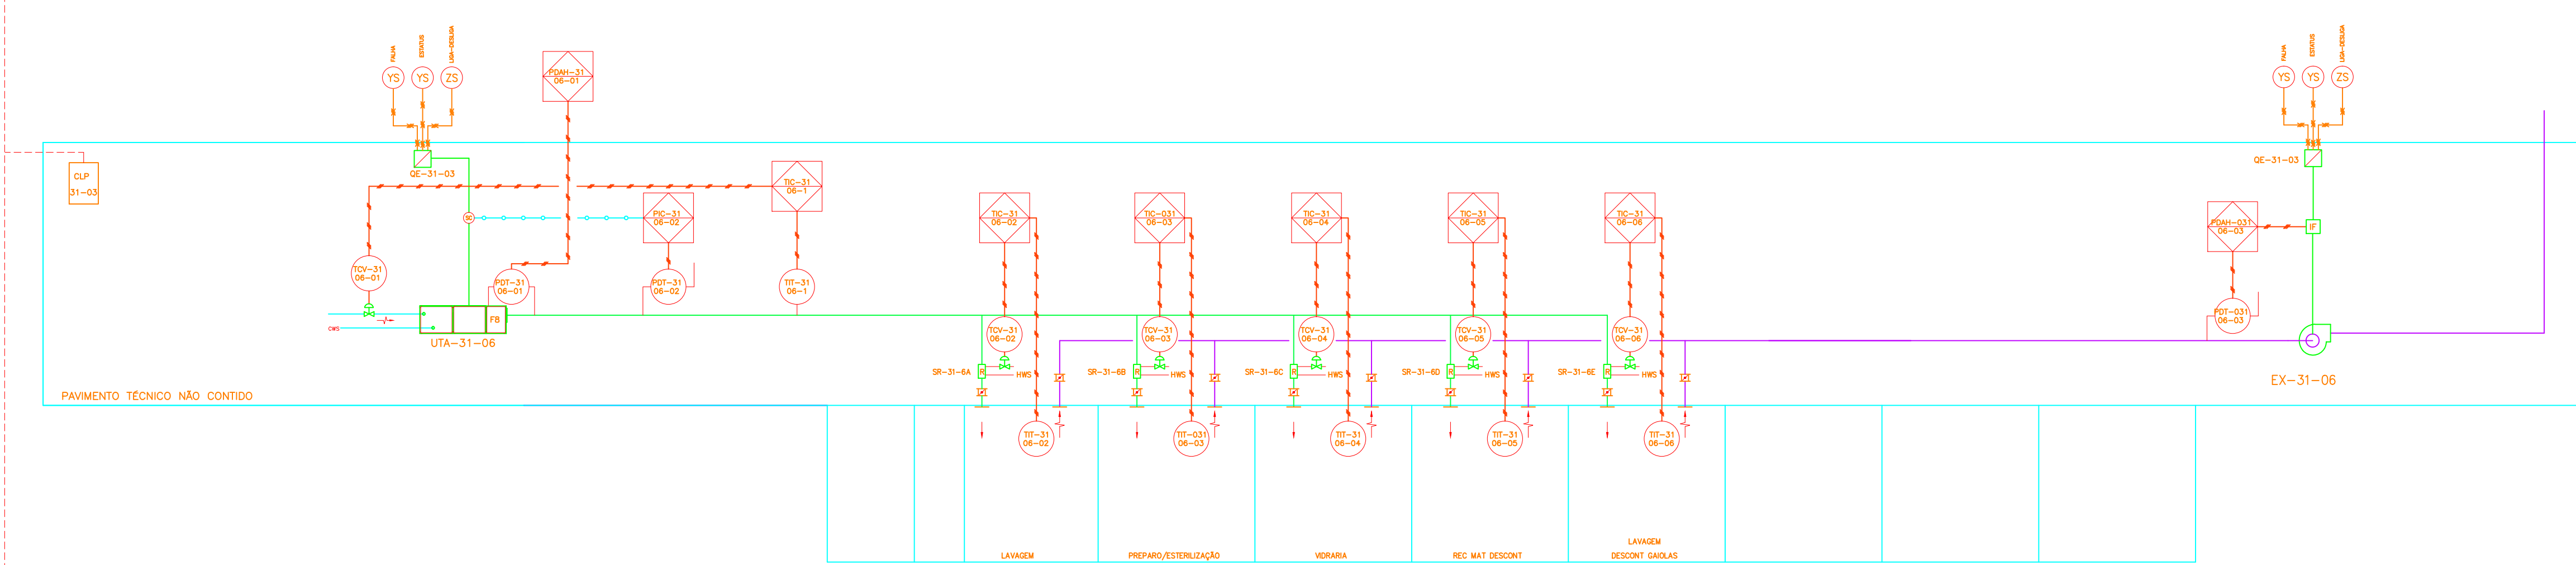 FALHA
ESTATUS
LIGA-DESLIGA
YS
YS
ZS
PDAH-31
06-01
FALHA
ESTATUS
LIGA-DESLIGA
YS
YS
ZS
CLP
31-03
QE-31-03
QE-31-03
TIC-31
06-1
SC
PIC-31
06-02
TIC-31
06-02
TIC-031
06-03
TIC-31
06-04
TIC-31
06-05
TIC-31
06-06
PDAH-031
06-03
IF
TCV-31
06-01
PDT-31
06-01
PDT-31
06-02
TIT-31
06-1
PDT-031
06-03
F8
CWS
UTA-31-06
TCV-31
06-02
TCV-31
06-03
TCV-31
06-04
TCV-31
06-05
TCV-31
06-06
SR-31-6A
R
HWS
SR-31-6B
R
HWS
SR-31-6C
R
HWS
SR-31-6D
R
HWS
SR-31-6E
R
HWS
EX-31-06
PAVIMENTO TÉCNICO NÃO CONTIDO
TIT-31
06-02
TIT-031
06-03
TIT-31
06-04
TIT-31
06-05
TIT-31
06-06
LAVAGEM
PREPARO/ESTERILIZAÇÃO
VIDRARIA
REC MAT DESCONT
LAVAGEM
DESCONT GAIOLAS